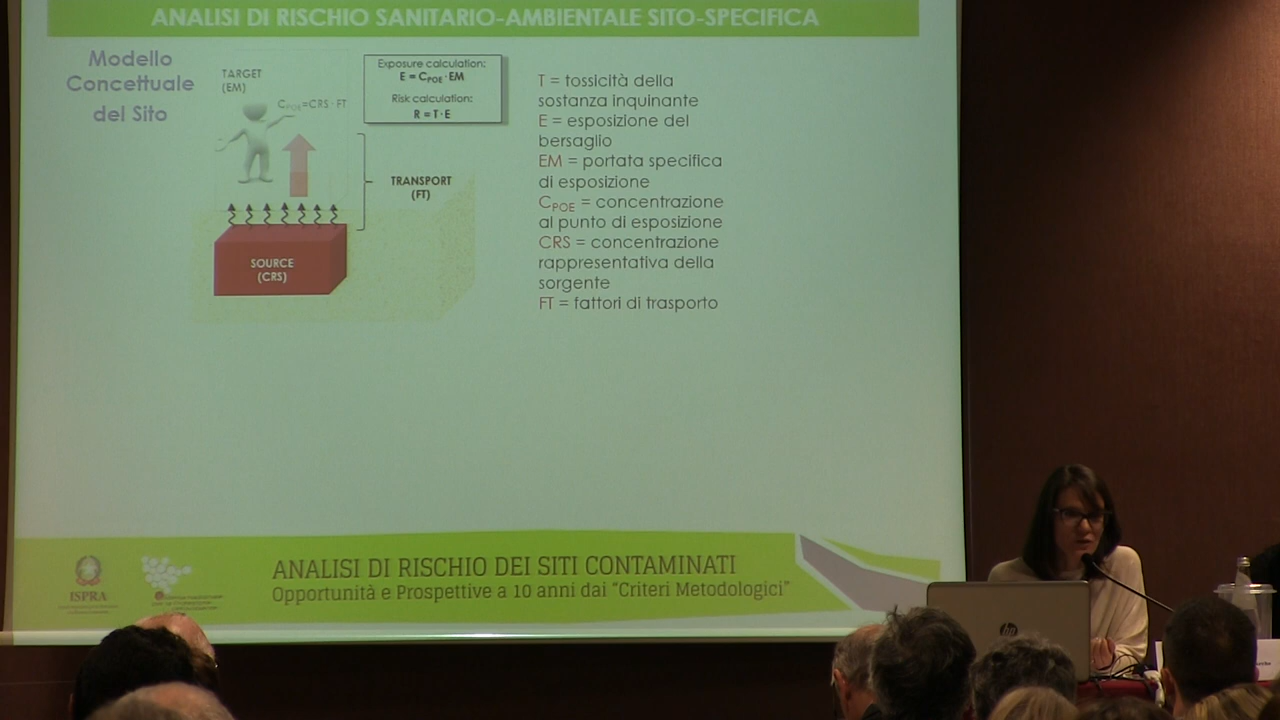 ANALISI DI RISCHIO SANITARIO-AMBIENTALE SITO-SPECIFICA
Modello
Concettuale
del Sito
TARGET
(EM)
C_POE=CRS · FT
Exposure calculation:
E = C_POE · EM
Risk calculation:
R = T · E
TRANSPORT
(FT)
SOURCE
(CRS)
T = tossicità della
sostanza inquinante
E = esposizione del
bersaglio
EM = portata specifica
di esposizione
C_POE = concentrazione
al punto di esposizione
CRS = concentrazione
rappresentativa della
sorgente
FT = fattori di trasporto
ISPRA
ANALISI DI RISCHIO DEI SITI CONTAMINATI
Opportunità e Prospettive a 10 anni dai "Criteri Metodologici"
hp